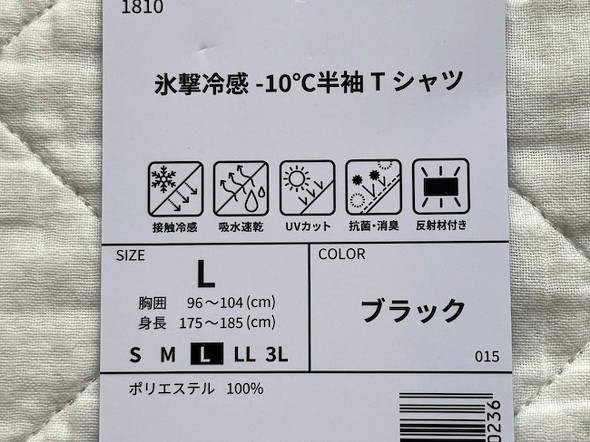 1810
氷撃冷感 -10℃半袖 T シャツ
接触冷感 吸水速乾 UVカット 抗菌・消臭 反射材付き
SIZE
L
胸囲 96～104(cm)
身長 175～185(cm)
S M L LL 3L
COLOR
ブラック
015
ポリエステル 100%
0236